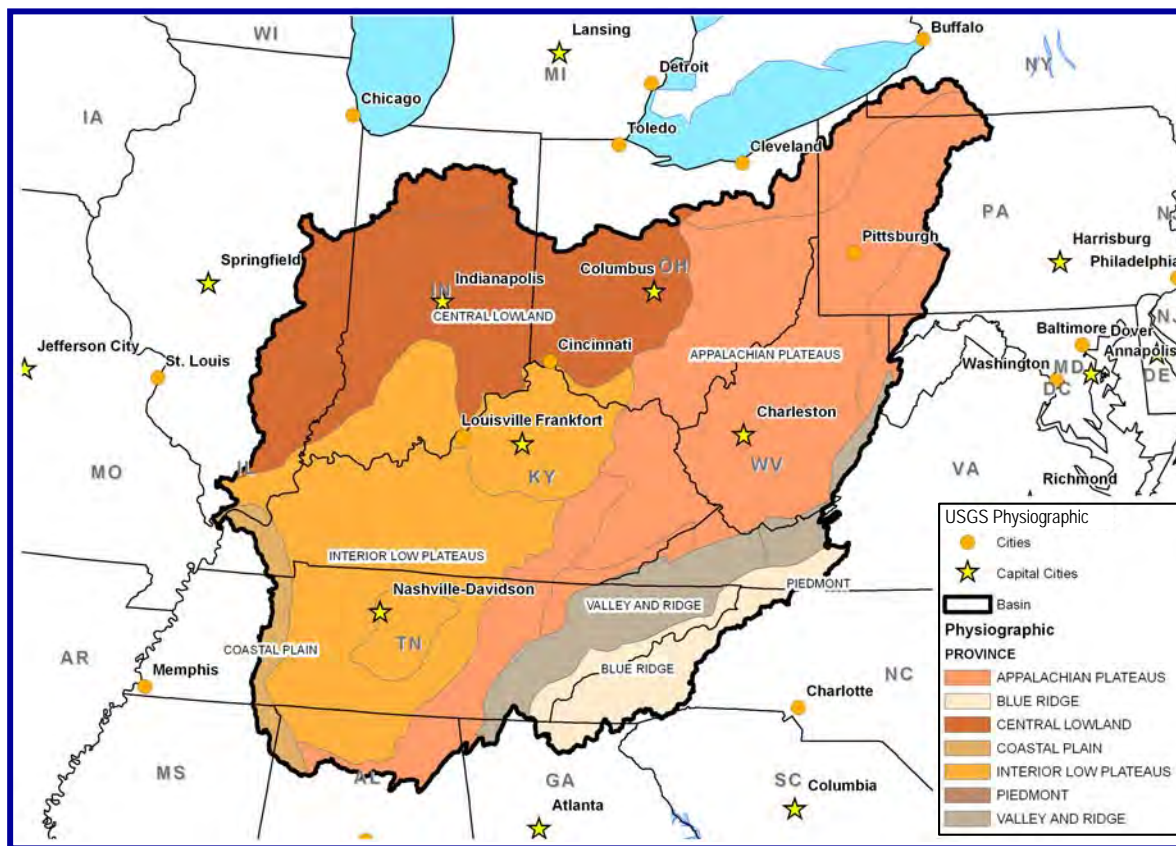 WI
Lansing
MI
Buffalo
NY
Detroit
Chicago
IA
Toledo
Cleveland
PA
N
Pittsburgh
Harrisburg
Philadelphia
Springfield
Columbus
OH
Indianapolis
IN
CENTRAL LOWLAND
NJ
Jefferson City
St. Louis
Cincinnati
APPALACHIAN PLATEAUS
Baltimore
Dover
Washington
MD
Annapolis
DC
DE
Louisville
Frankfort
Charleston
MO
IL
KY
WV
VA
Richmond
INTERIOR LOW PLATEAUS
Nashville-Davidson
PIEDMONT
VALLEY AND RIDGE
TN
COASTAL PLAIN
BLUE RIDGE
AR
Memphis
Charlotte
NC
MS
AL
GA
SC
Columbia
Atlanta
USGS Physiographic
Cities
Capital Cities
Basin
Physiographic
PROVINCE
APPALACHIAN PLATEAUS
BLUE RIDGE
CENTRAL LOWLAND
COASTAL PLAIN
INTERIOR LOW PLATEAUS
PIEDMONT
VALLEY AND RIDGE